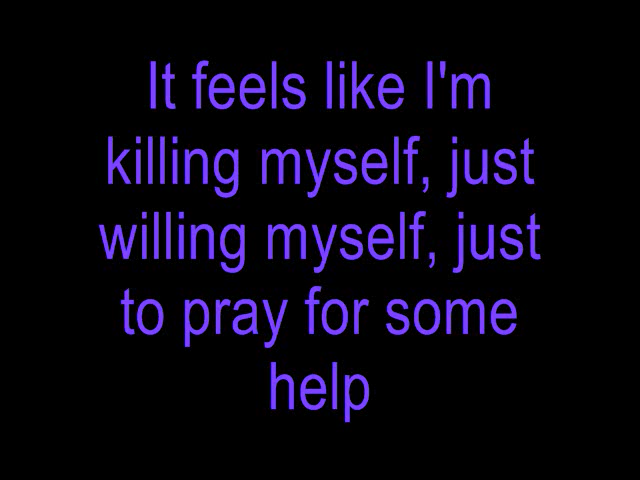 It feels like I'm
killing myself, just
willing myself, just
to pray for some
help